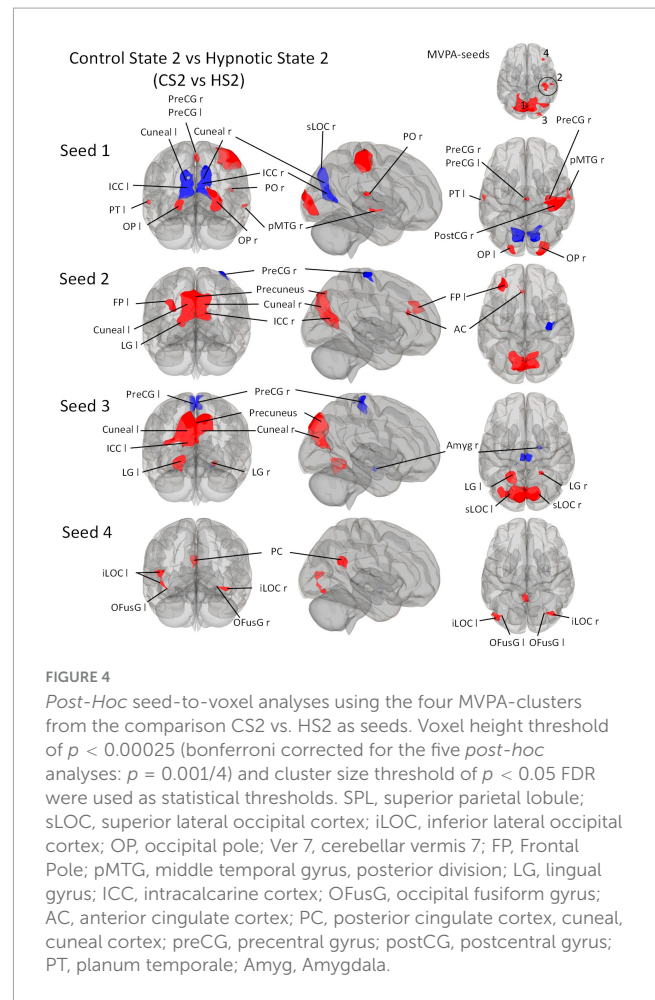 Control State 2 vs Hypnotic State 2
(CS2 vs HS2)
MVPA-seeds
4
2
1
3
Seed 1
PreCG r
PreCG l
Cuneal l
Cuneal r
ICC l
ICC r
PO r
PT l
OP l
OP r
pMTG r
sLOC r
PO r
PreCG r
PreCG r
PreCG l
pMTG r
PT l
PostCG r
OP l
OP r
Seed 2
PreCG r
Precuneus
FP l
Cuneal r
Cuneal l
ICC r
LG l
FP l
AC
Seed 3
PreCG l
PreCG r
Precuneus
Cuneal l
Cuneal r
ICC l
LG l
LG r
Amyg r
LG l
LG r
sLOC l
sLOC r
Seed 4
PC
iLOC l
iLOC r
OFusG l
OFusG r
iLOC l
iLOC r
OFusG l
OFusG r
FIGURE 4
Post-Hoc seed-to-voxel analyses using the four MVPA-clusters
from the comparison CS2 vs. HS2 as seeds. Voxel height threshold
of p < 0.00025 (bonferroni corrected for the five post-hoc
analyses: p = 0.001/4) and cluster size threshold of p < 0.05 FDR
were used as statistical thresholds. SPL, superior parietal lobule;
sLOC, superior lateral occipital cortex; iLOC, inferior lateral occipital
cortex; OP, occipital pole; Ver 7, cerebellar vermis 7; FP, Frontal
Pole; pMTG, middle temporal gyrus, posterior division; LG, lingual
gyrus; ICC, intracalcarine cortex; OFusG, occipital fusiform gyrus;
AC, anterior cingulate cortex; PC, posterior cingulate cortex, cuneal,
cuneal cortex; preCG, precentral gyrus; postCG, postcentral gyrus;
PT, planum temporale; Amyg, Amygdala.